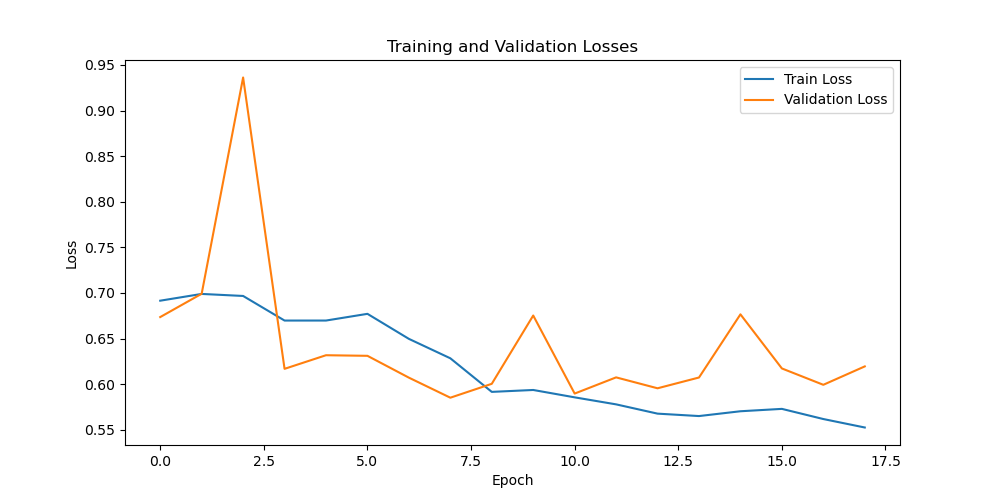 Training and Validation Losses
Train Loss
Validation Loss
0.95
0.90
0.85
0.80
0.75
0.70
0.65
0.60
0.55
Loss
0.0 2.5 5.0 7.5 10.0 12.5 15.0 17.5
Epoch